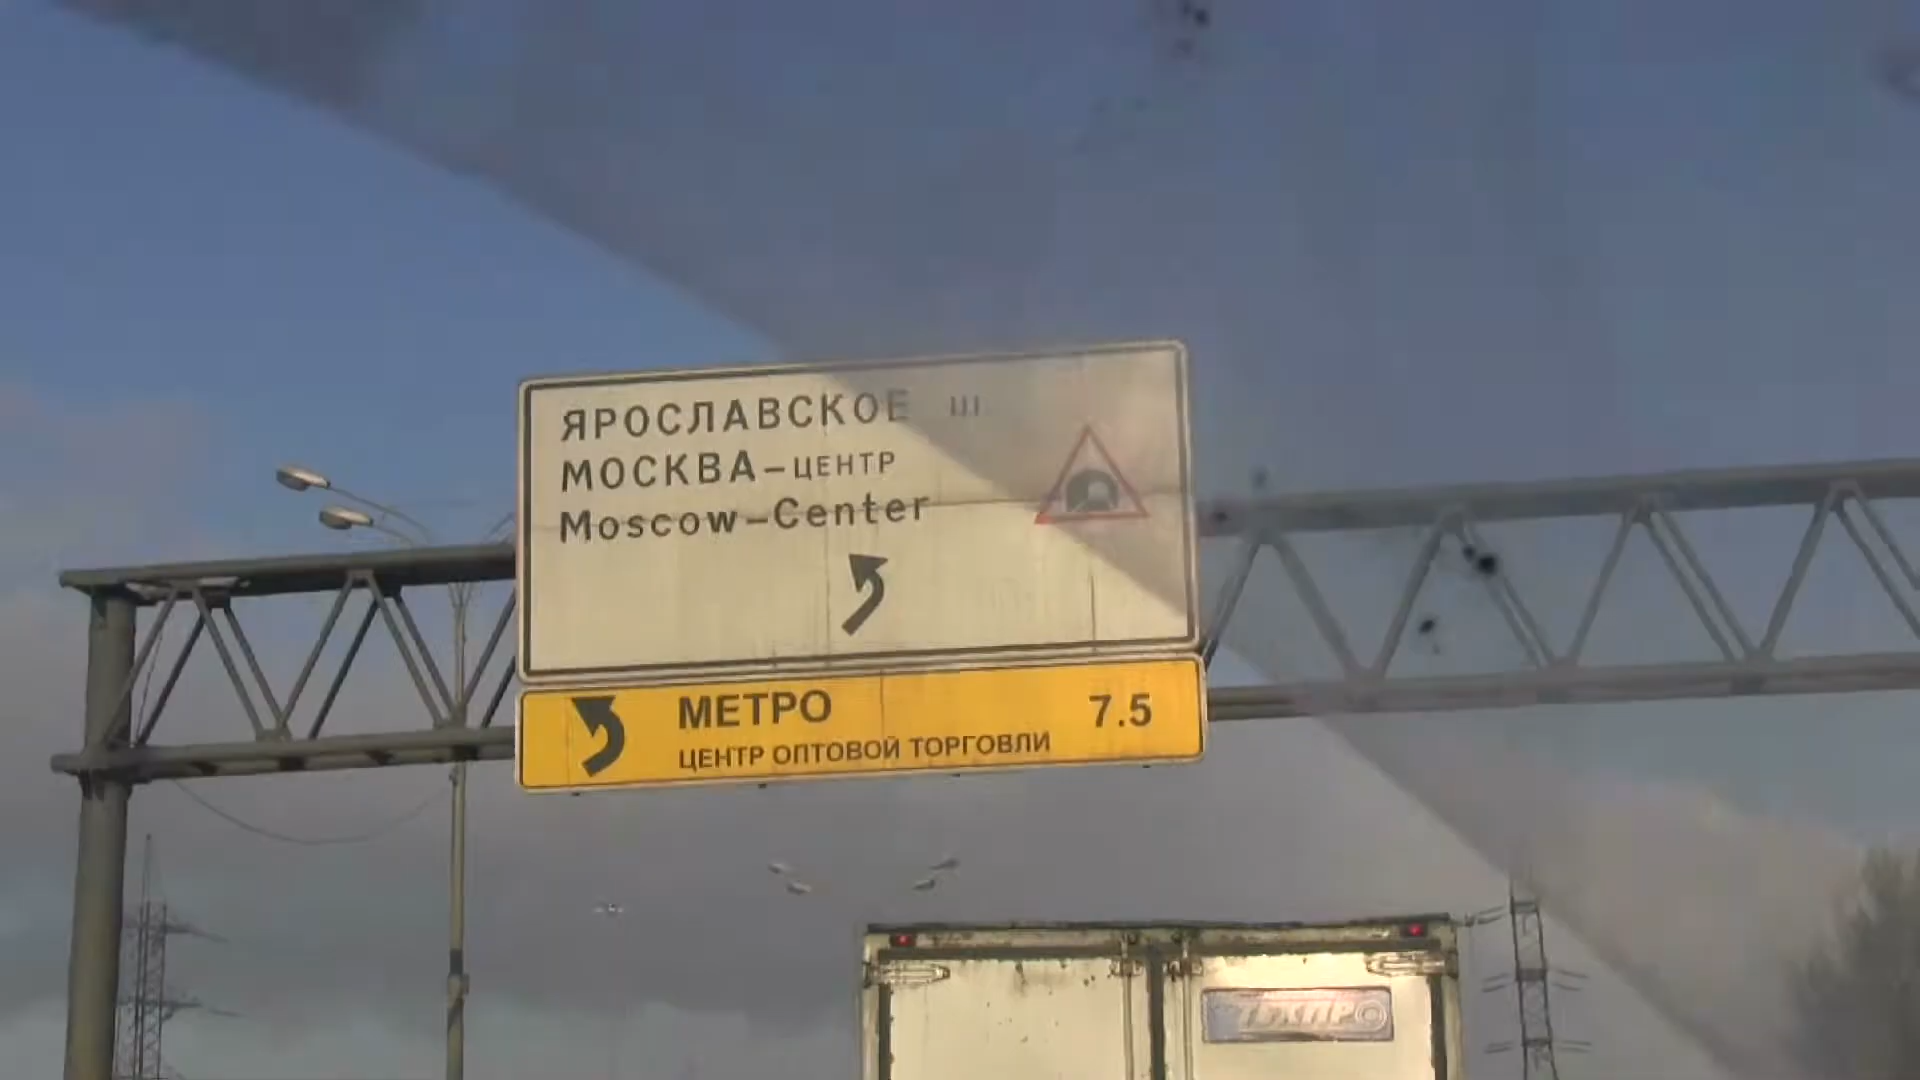 ЯРОСЛАВСКОЕ Ш
МОСКВА-ЦЕНТР
Moscow-Center
МЕТРО 7.5
ЦЕНТР ОПТОВОЙ ТОРГОВЛИ